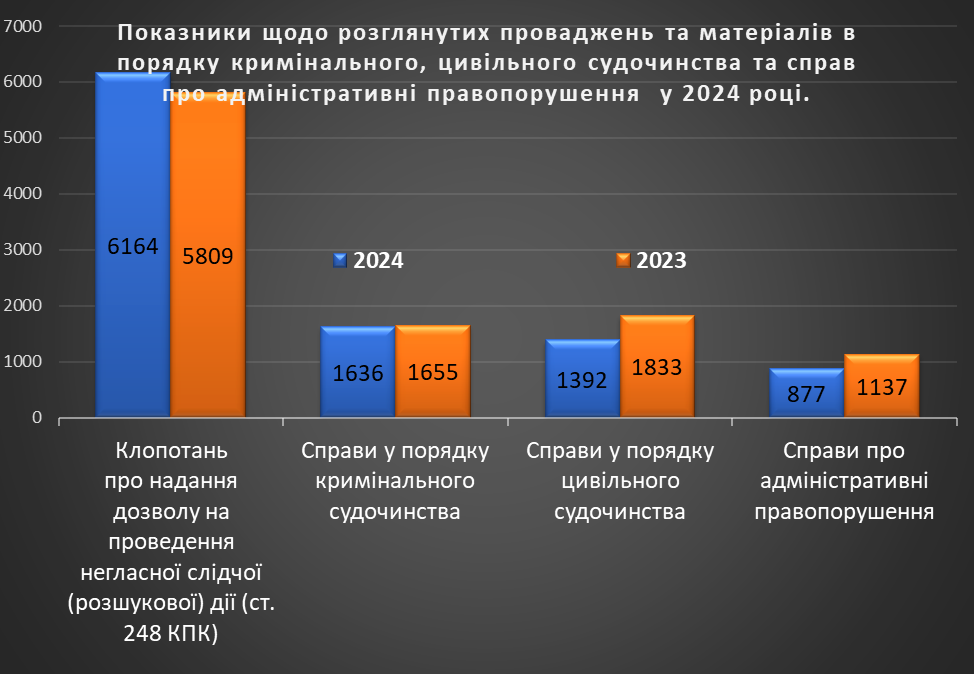 Показники щодо розглянутих проваджень та матеріалів в
порядку кримінального, цивільного судочинства та справ
про адміністративні правопорушення у 2024 році.
7000
6000
5000
4000
3000
2000
1000
0
6164
5809
2024
2023
1636
1655
1392
1833
877
1137
Клопотань
про надання
дозволу на
проведення
негласної слідчої
(розшукової) дії (ст.
248 КПК)
Справи у порядку
кримінального
судочинства
Справи у порядку
цивільного
судочинства
Справи про
адміністративні
правопорушення